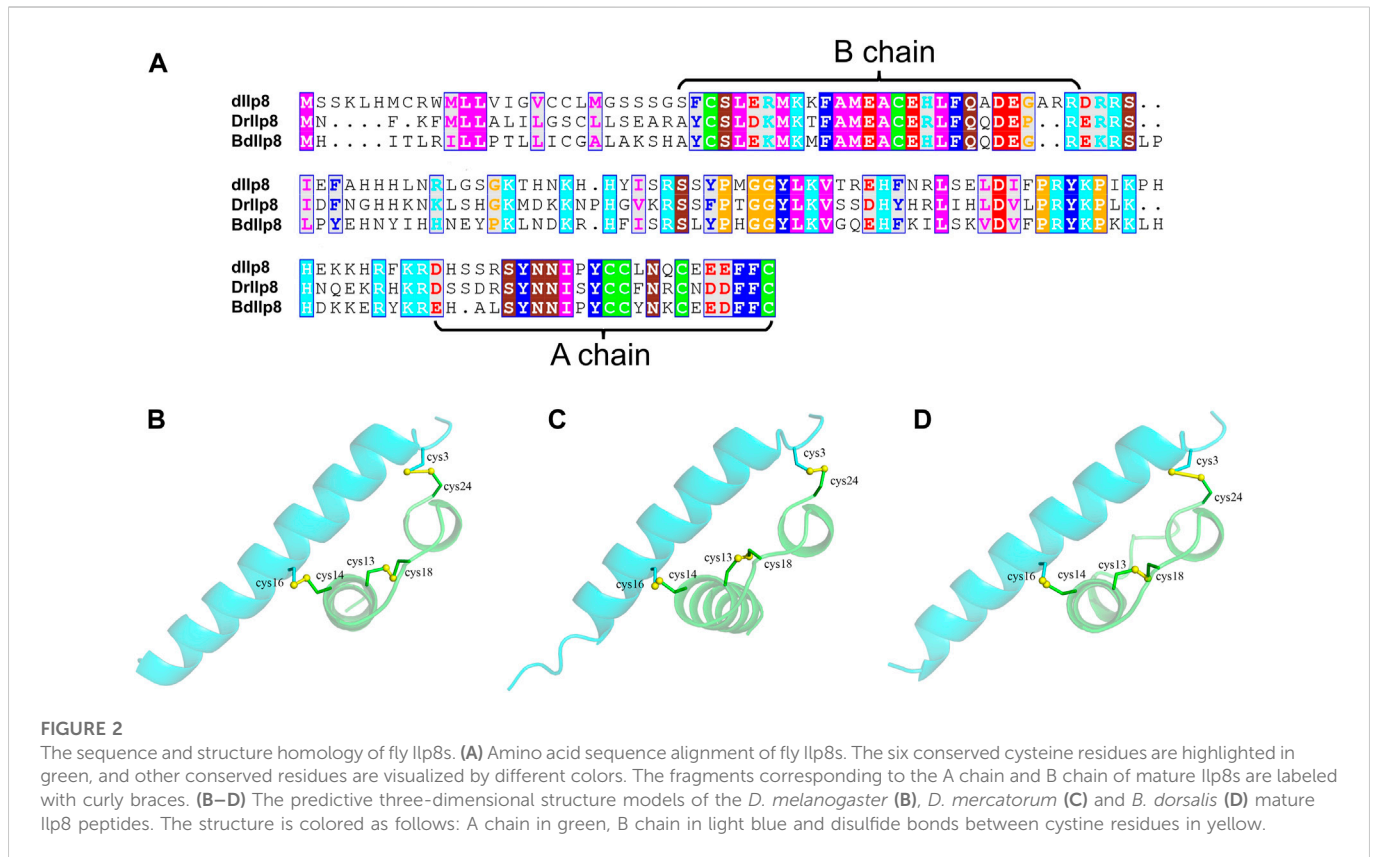 A
B chain
dIlp8 MSSKLHMCRWMLLVIGVCCLMGSSSGSFCSLERMKKFAMEACEHLFQADEGARRDRRS..
DrIlp8 MN....F.KFMLLALILGSCLLSEARAYCSLDKMKTFAMEACERLFQQDEP..RERRS..
BdIlp8 MH....ITLRILLPTLLICGALAKSHAYCSLEKMKMFAMEACEHLFQQDEG..REKRSLP
dIlp8 IEFAHHHLNRLGSGKTHNKH.HYISRSSYPMGGYLKVTREHFNRLSELDIFPRYKPIKPH
DrIlp8 IDFNGHHKNKLSHGKMDKKNPHGVKRSSFPTGGYLKVSSDHYHRLIHLDVLPRYKPLK..
BdIlp8 LPYEHNYIHHNEYPKLNDKR.HFISRSLYPHGGYLKVGQEHFKILSKVDVFPRYKPKKLH
dIlp8 HEKKHRFKRDHSSRSYNNIPYCCLNQCEEEFFC
DrIlp8 HNQEKRHKRDSSDRSYNNISYCCFNRCNDDFFC
BdIlp8 HDKKERYKREH.ALSYNNIPYCCYNKCEEDFFC
A chain
B C D
cys3 cys3 cys3
cys24 cys24 cys24
cys16 cys14 cys13 cys18 cys16 cys14 cys13 cys18 cys16 cys14 cys13 cys18
FIGURE 2
The sequence and structure homology of fly Ilp8s. (A) Amino acid sequence alignment of fly Ilp8s. The six conserved cysteine residues are highlighted in
green, and other conserved residues are visualized by different colors. The fragments corresponding to the A chain and B chain of mature Ilp8s are labeled
with curly braces. (B–D) The predictive three-dimensional structure models of the D. melanogaster (B), D. mercatorum (C) and B. dorsalis (D) mature
Ilp8 peptides. The structure is colored as follows: A chain in green, B chain in light blue and disulfide bonds between cystine residues in yellow.